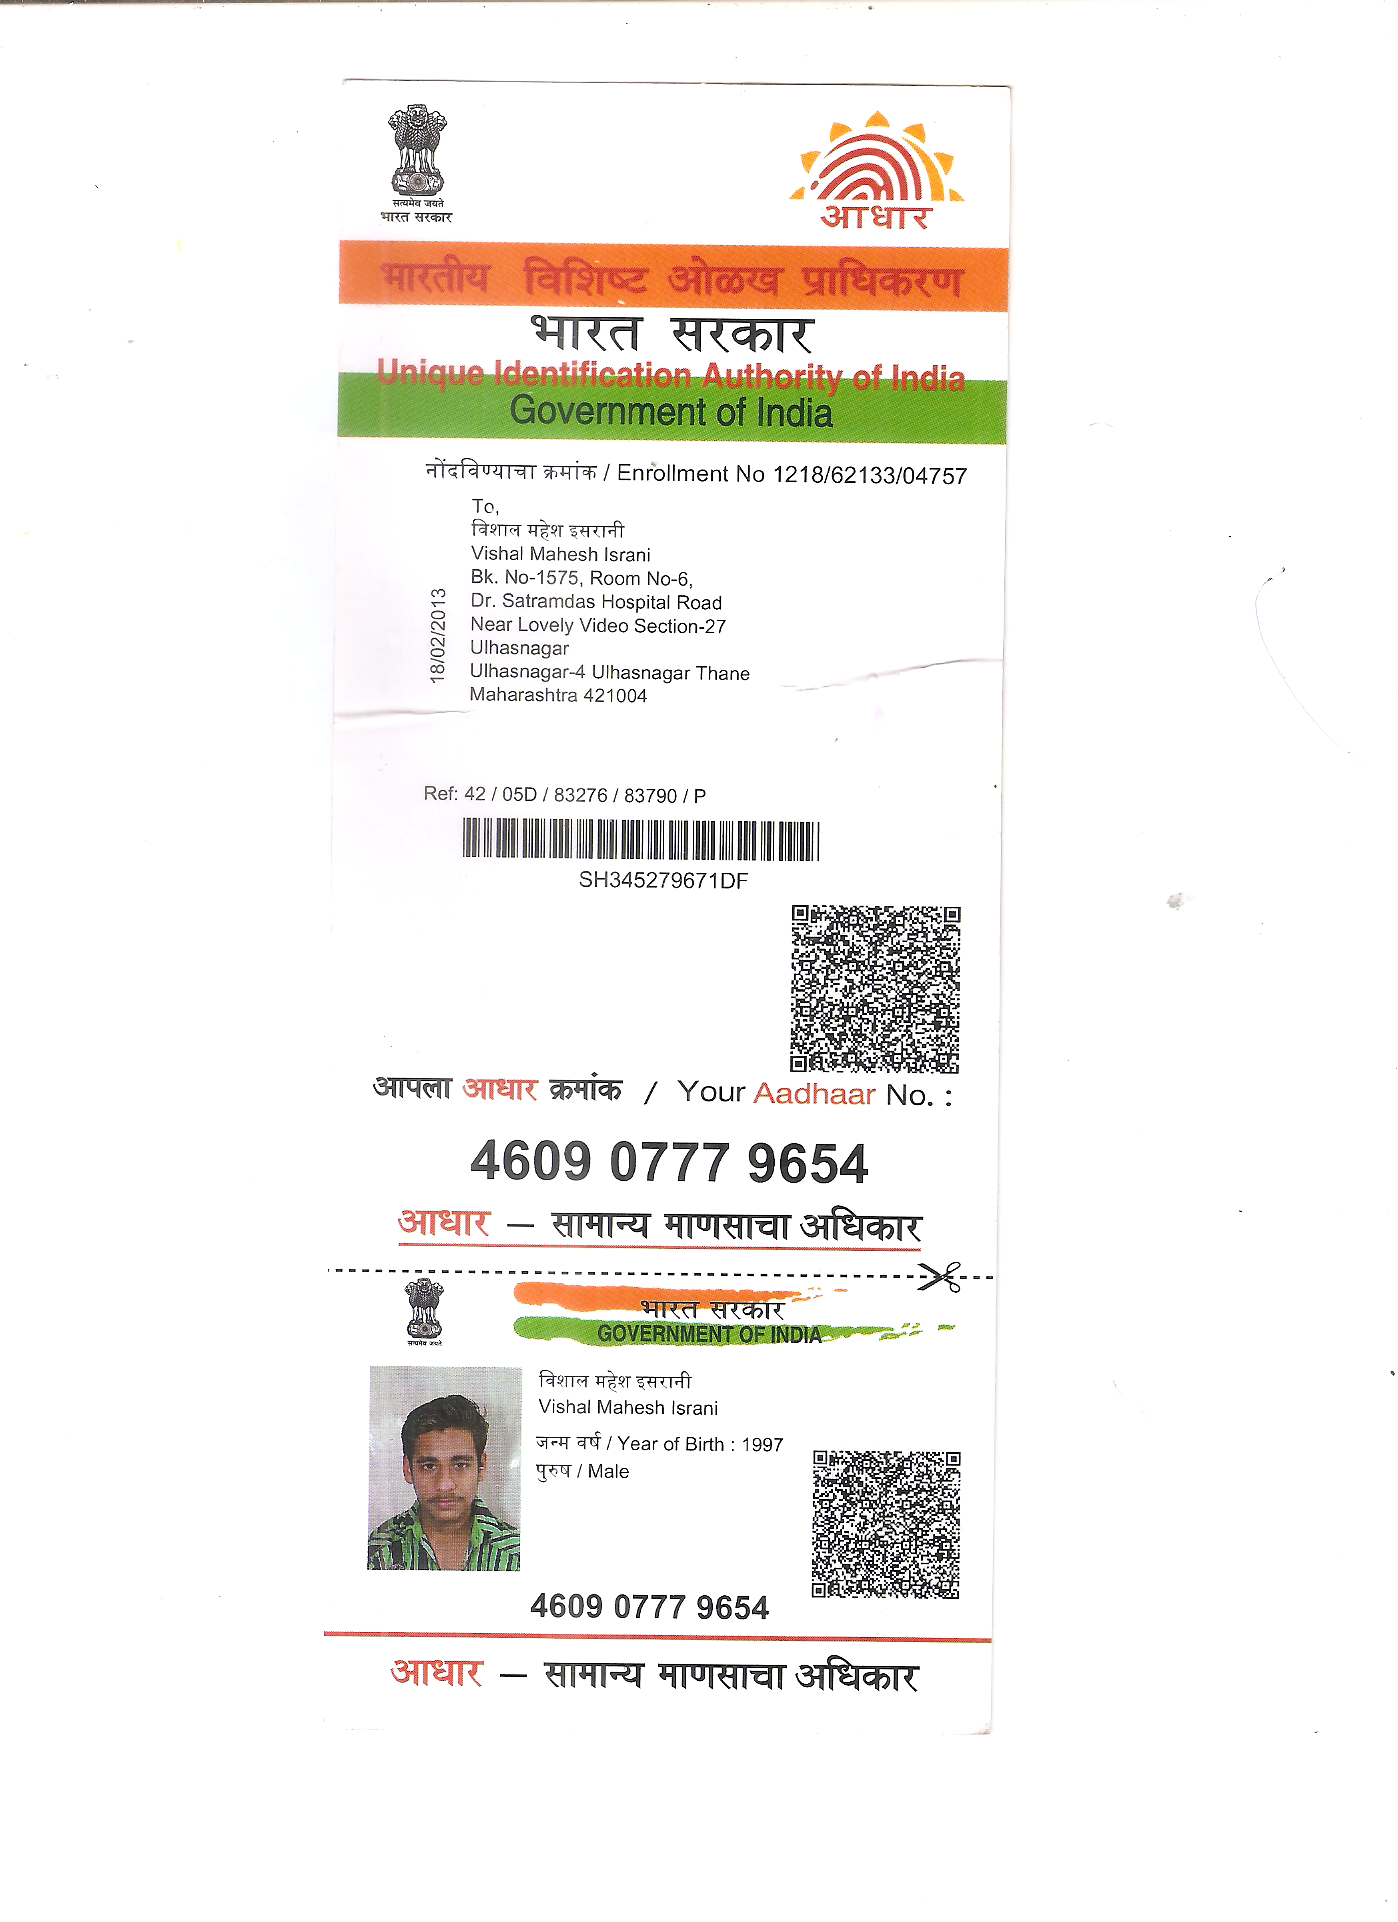 सत्यमेव जयते
भारत सरकार
आधार
भारतीय विशिष्ट ओळख प्राधिकरण
भारत सरकार
Unique Identification Authority of India
Government of India
नोंदविण्याचा क्रमांक / Enrollment No 1218/62133/04757
To,
विशाल महेश इसरानी
Vishal Mahesh Israni
Bk. No-1575, Room No-6,
Dr. Satramdas Hospital Road
Near Lovely Video Section-27
Ulhasnagar
Ulhasnagar-4 Ulhasnagar Thane
Maharashtra 421004
18/02/2013
Ref: 42 / 05D / 83276 / 83790 / P
SH345279671DF
आपला आधार क्रमांक / Your Aadhaar No. :
4609 0777 9654
आधार – सामान्य माणसाचा अधिकार
सत्यमेव जयते
भारत सरकार
GOVERNMENT OF INDIA
विशाल महेश इसरानी
Vishal Mahesh Israni
जन्म वर्ष / Year of Birth : 1997
पुरुष / Male
4609 0777 9654
आधार – सामान्य माणसाचा अधिकार